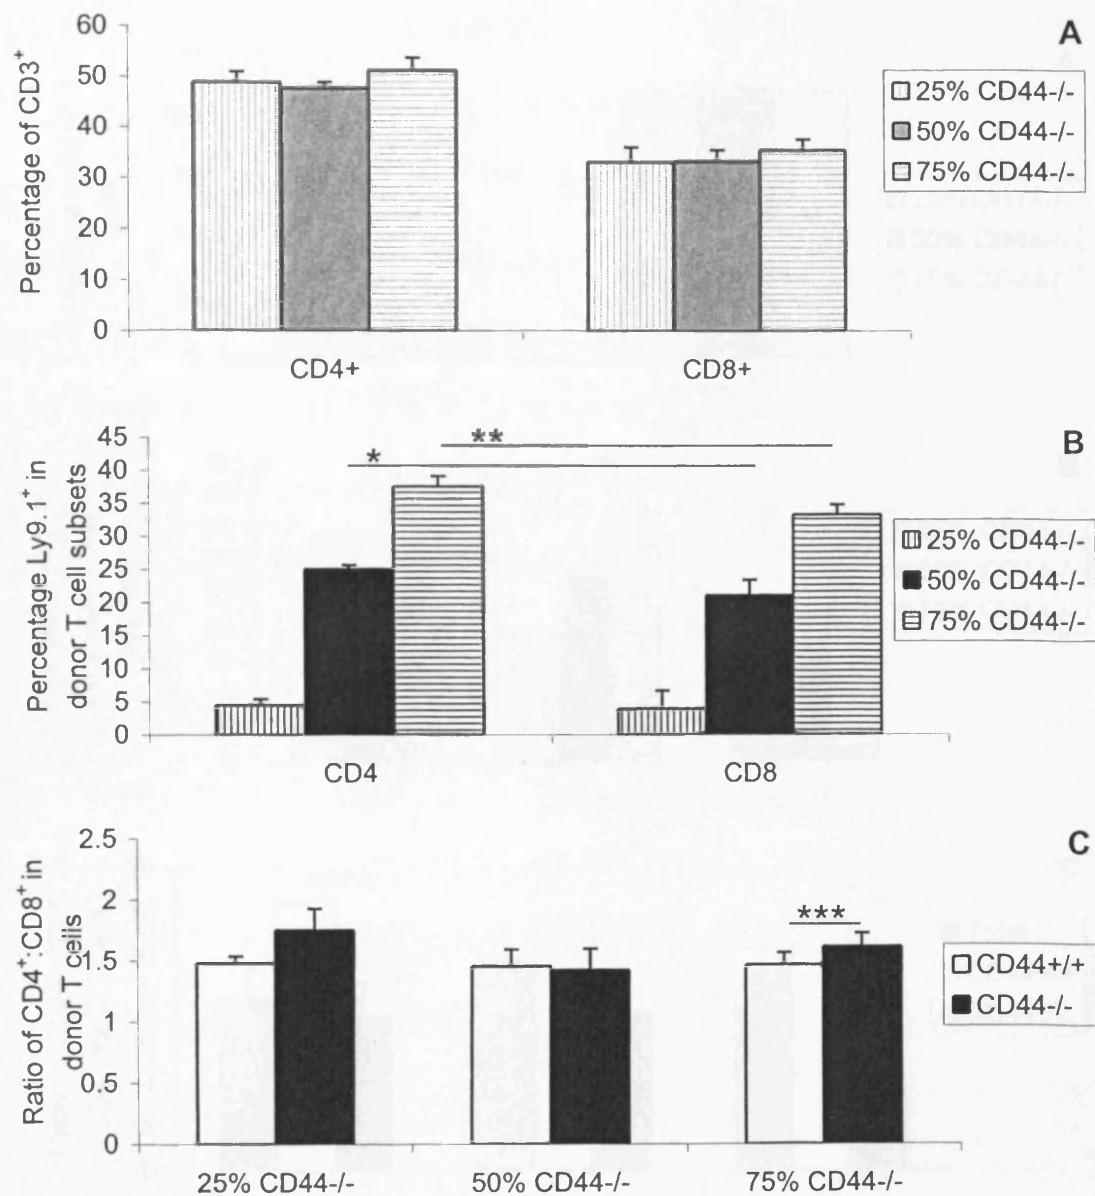 A
Percentage of CD3⁺
60
50
40
30
20
10
0
CD4+
CD8+
25% CD44-/-
50% CD44-/-
75% CD44-/-
B
Percentage Ly9.1⁺ in
donor T cell subsets
45
40
35
30
25
20
15
10
5
0
*
**
CD4
CD8
25% CD44-/-
50% CD44-/-
75% CD44-/-
C
Ratio of CD4⁺:CD8⁺ in
donor T cells
2.5
2
1.5
1
0.5
0
***
25% CD44-/-
50% CD44-/-
75% CD44-/-
CD44+/+
CD44-/-